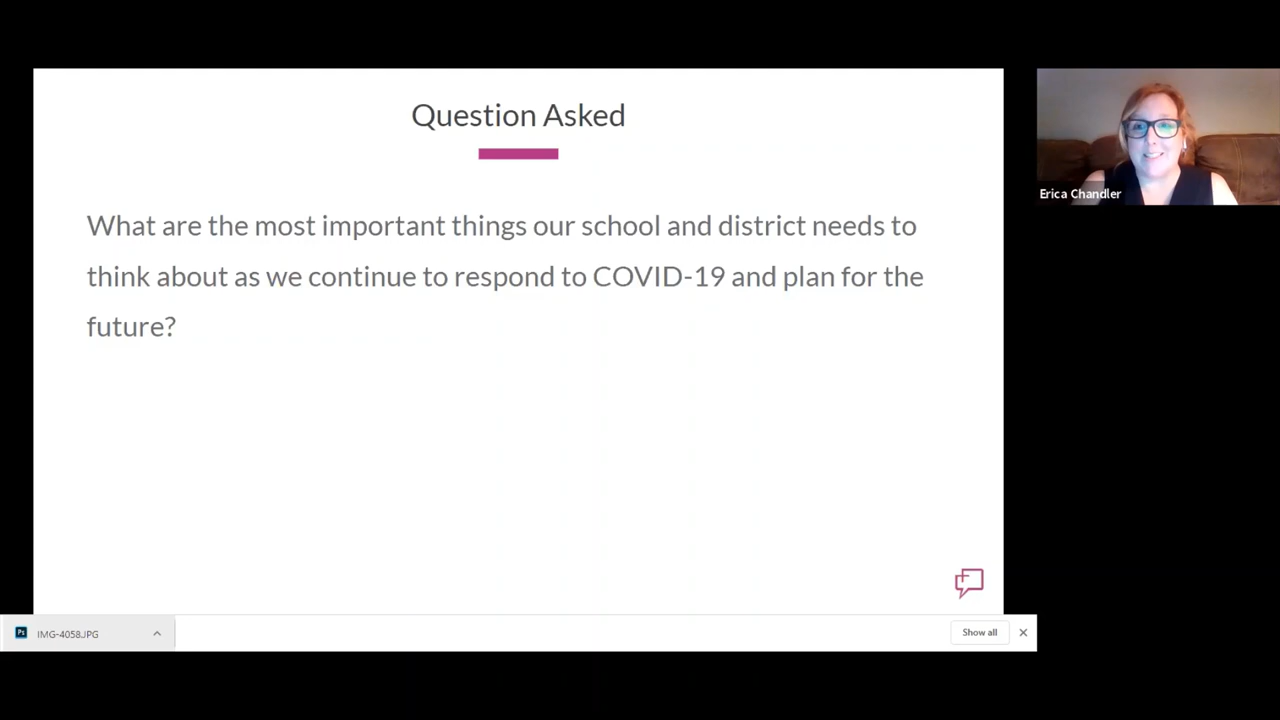 Question Asked
What are the most important things our school and district needs to
think about as we continue to respond to COVID-19 and plan for the
future?
Erica Chandler
Ps
IMG-4058.JPG
Show all